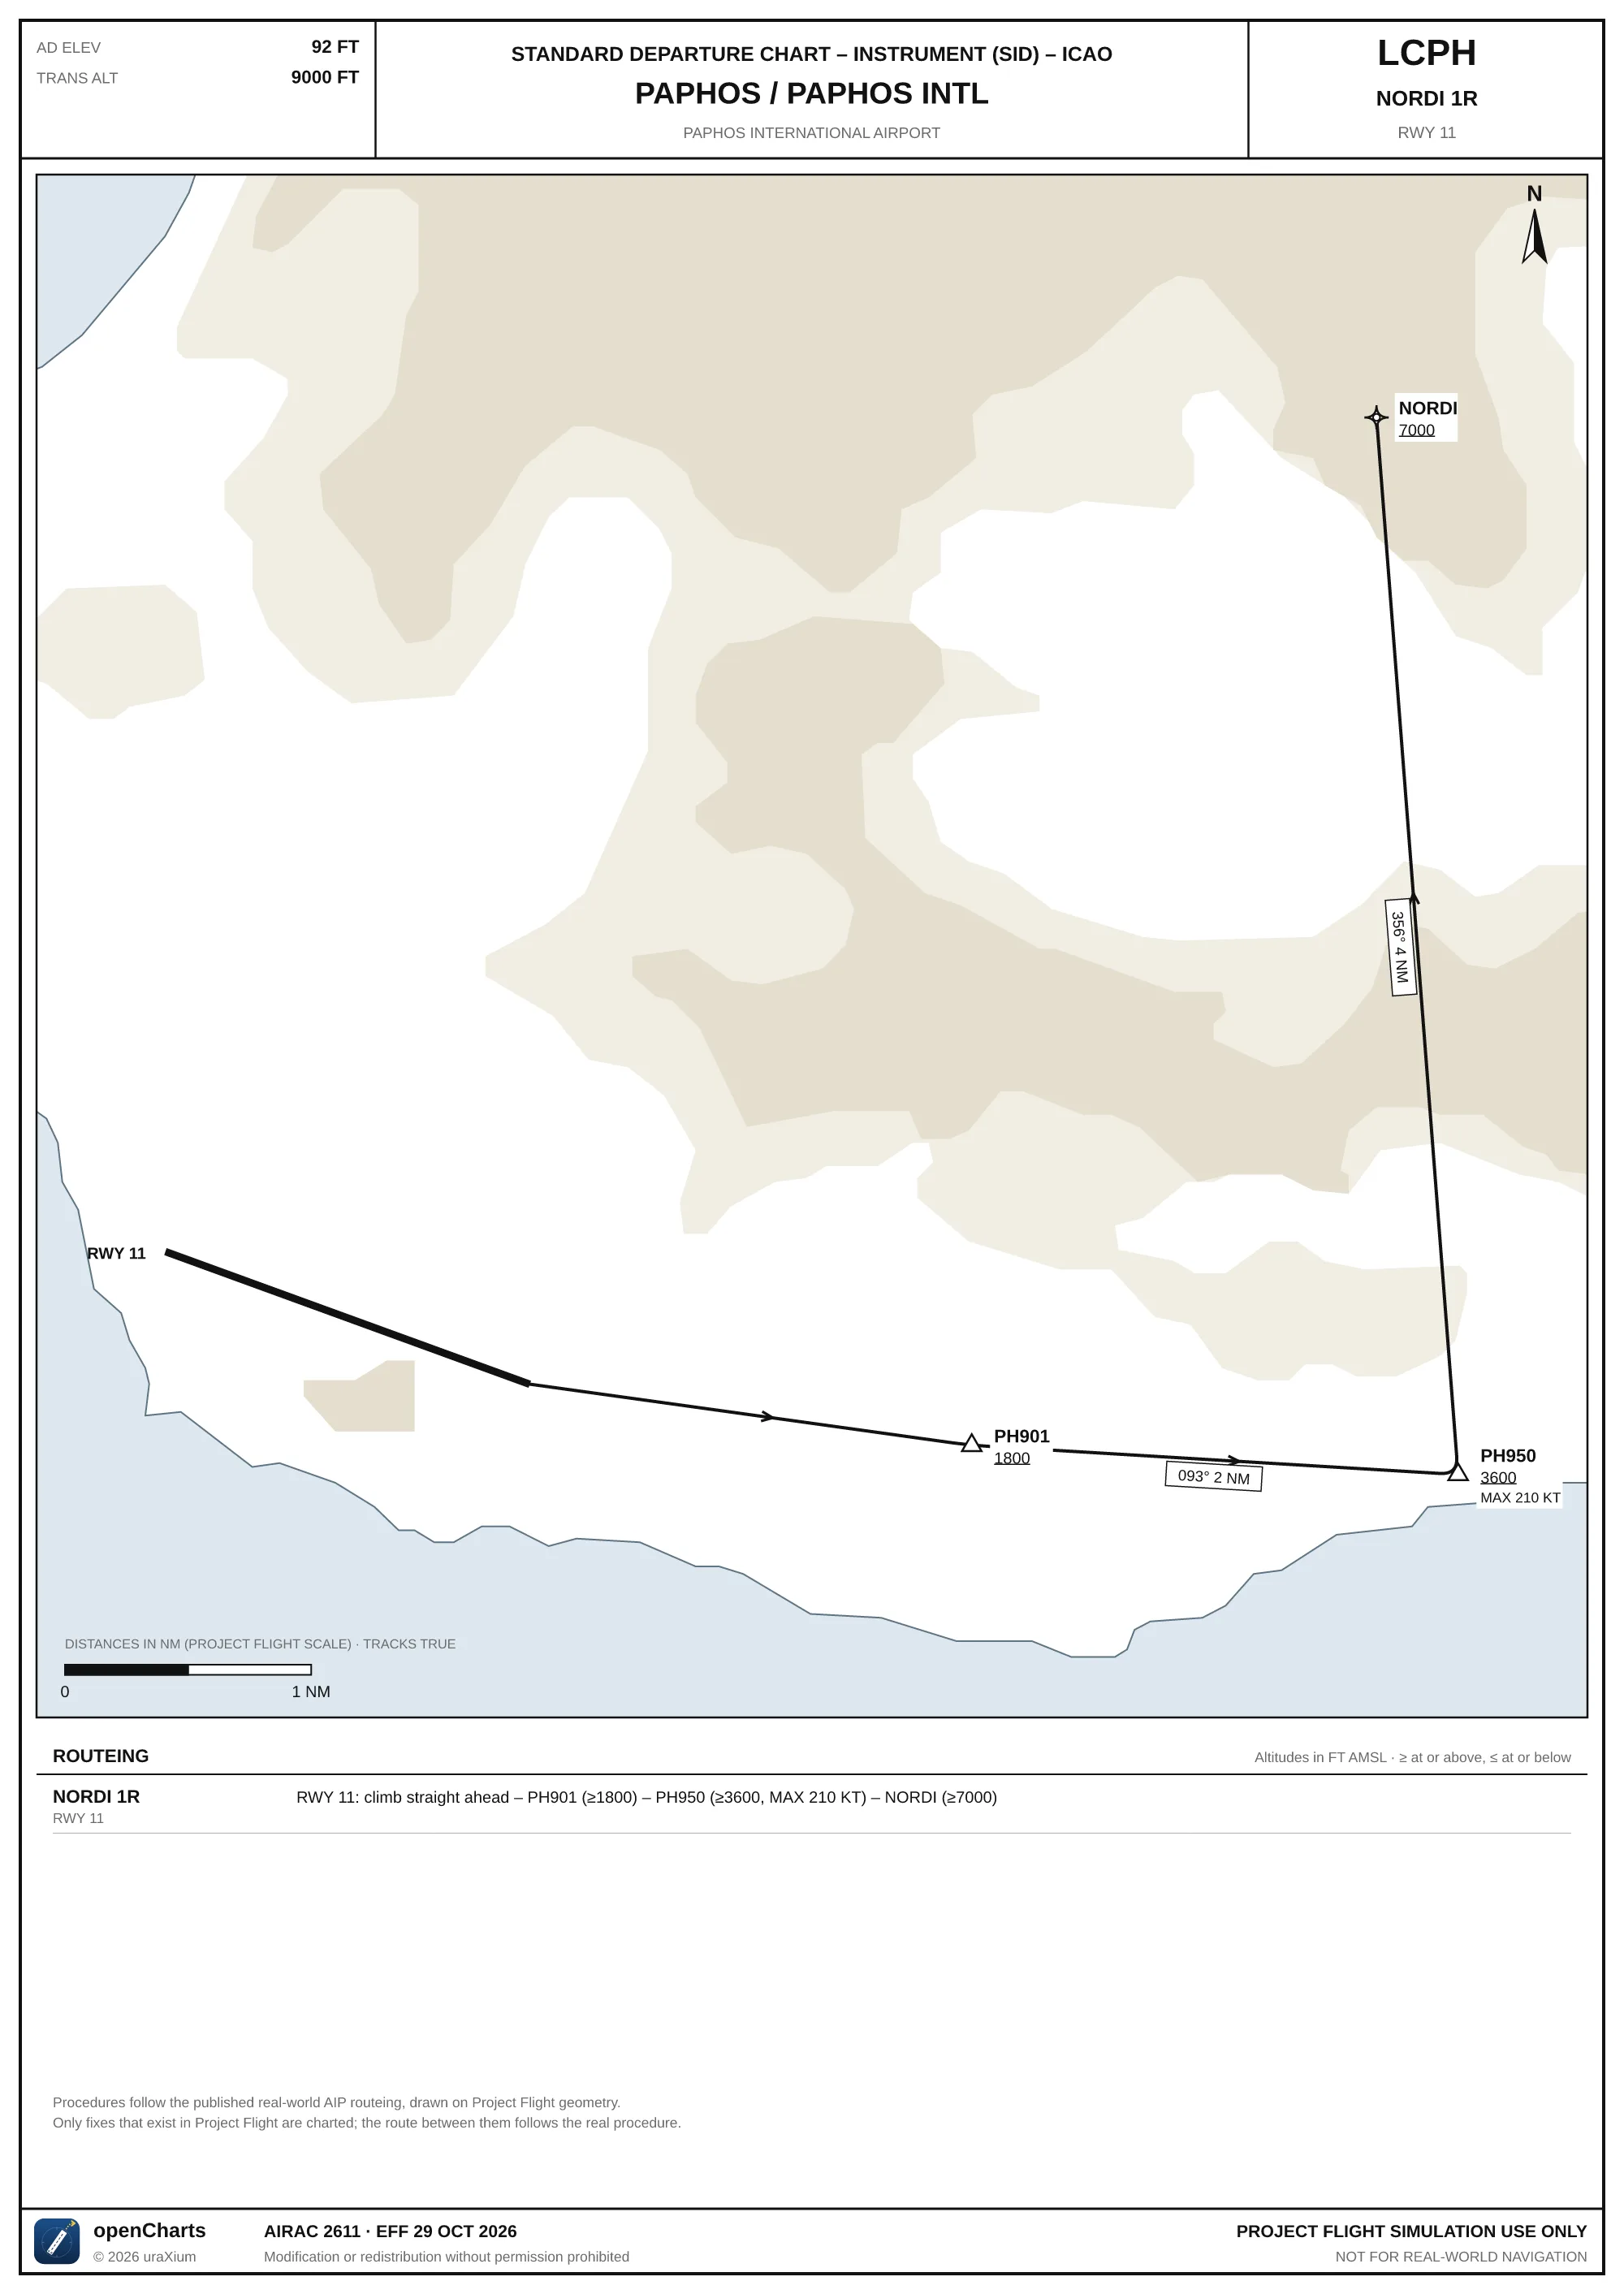 AD ELEV 92 FT
TRANS ALT 9000 FT
STANDARD DEPARTURE CHART – INSTRUMENT (SID) – ICAO
PAPHOS / PAPHOS INTL
PAPHOS INTERNATIONAL AIRPORT
LCPH
NORDI 1R
RWY 11
N
NORDI
7000
356° 4 NM
RWY 11
PH901
1800
093° 2 NM
PH950
3600
MAX 210 KT
DISTANCES IN NM (PROJECT FLIGHT SCALE) · TRACKS TRUE
0 1 NM
ROUTEING Altitudes in FT AMSL · ≥ at or above, ≤ at or below
NORDI 1R RWY 11: climb straight ahead – PH901 (≥1800) – PH950 (≥3600, MAX 210 KT) – NORDI (≥7000)
RWY 11
Procedures follow the published real-world AIP routeing, drawn on Project Flight geometry.
Only fixes that exist in Project Flight are charted; the route between them follows the real procedure.
openCharts AIRAC 2611 · EFF 29 OCT 2026 PROJECT FLIGHT SIMULATION USE ONLY
© 2026 uraXium Modification or redistribution without permission prohibited NOT FOR REAL-WORLD NAVIGATION